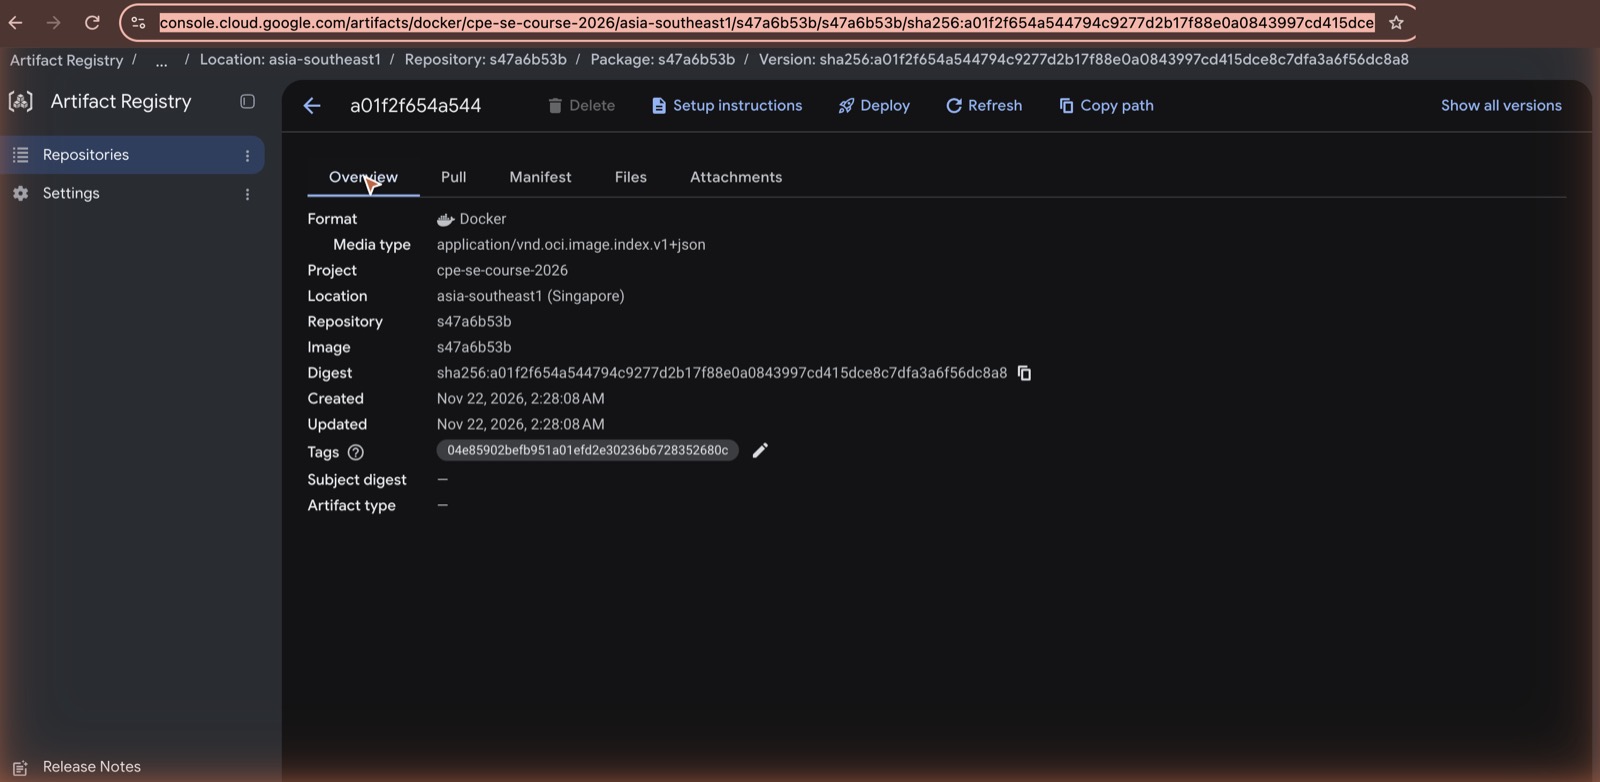 console.cloud.google.com/artifacts/docker/cpe-se-course-2026/asia-southeast1/s47a6b53b/s47a6b53b/sha256:a01f2f654a544794c9277d2b17f88e0a0843997cd415dce
Artifact Registry / ... / Location: asia-southeast1 / Repository: s47a6b53b / Package: s47a6b53b / Version: sha256:a01f2f654a544794c9277d2b17f88e0a0843997cd415dce8c7dfa3a6f56dc8a8
Artifact Registry
a01f2f654a544 Delete Setup instructions Deploy Refresh Copy path Show all versions
Repositories
Settings
Overview Pull Manifest Files Attachments
Format Docker
Media type application/vnd.oci.image.index.v1+json
Project cpe-se-course-2026
Location asia-southeast1 (Singapore)
Repository s47a6b53b
Image s47a6b53b
Digest sha256:a01f2f654a544794c9277d2b17f88e0a0843997cd415dce8c7dfa3a6f56dc8a8
Created Nov 22, 2026, 2:28:08 AM
Updated Nov 22, 2026, 2:28:08 AM
Tags 04e85902befb951a01efd2e30236b6728352680c
Subject digest —
Artifact type —
Release Notes